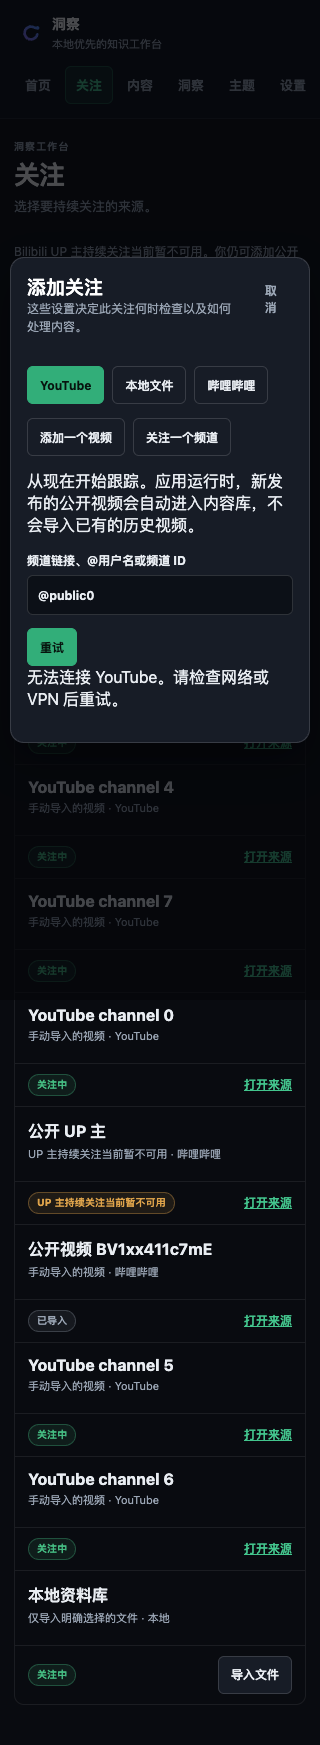 洞察
本地优先的知识工作台
首页 关注 内容 洞察 主题 设置
洞察工作台
关注
选择要持续关注的来源。
Bilibili UP 主持续关注当前暂不可用。你仍可添加公开
添加关注
取
消
这些设置决定此关注何时检查以及如何
处理内容。
YouTube 本地文件 哔哩哔哩
添加一个视频 关注一个频道
从现在开始跟踪。应用运行时，新发
布的公开视频会自动进入内容库，不
会导入已有的历史视频。
频道链接、@用户名或频道 ID
@public0
重试
无法连接 YouTube。请检查网络或
VPN 后重试。
关注中 打开来源
YouTube channel 4
手动导入的视频 · YouTube
关注中 打开来源
YouTube channel 7
手动导入的视频 · YouTube
关注中 打开来源
YouTube channel 0
手动导入的视频 · YouTube
关注中 打开来源
公开 UP 主
UP 主持续关注当前暂不可用 · 哔哩哔哩
UP 主持续关注当前暂不可用 打开来源
公开视频 BV1xx411c7mE
手动导入的视频 · 哔哩哔哩
已导入 打开来源
YouTube channel 5
手动导入的视频 · YouTube
关注中 打开来源
YouTube channel 6
手动导入的视频 · YouTube
关注中 打开来源
本地资料库
仅导入明确选择的文件 · 本地
关注中 导入文件